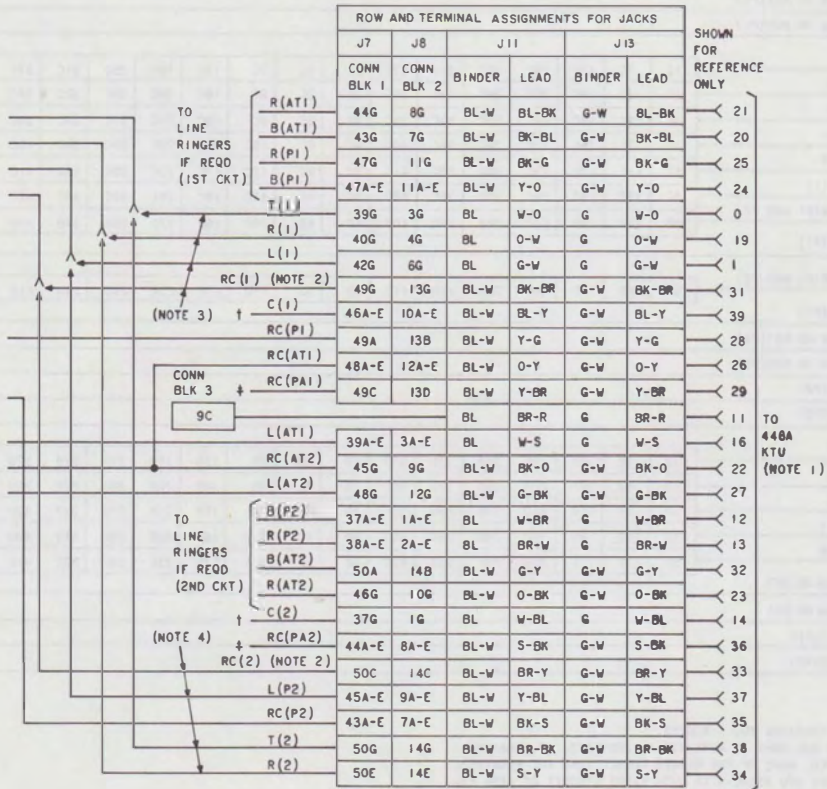 ROW AND TERMINAL ASSIGNMENTS FOR JACKS
J7 J8 J11 J13
CONN BLK 1 CONN BLK 2 BINDER LEAD BINDER LEAD
SHOWN
FOR
REFERENCE
ONLY
TO
LINE
RINGERS
IF REQD
(1ST CKT)
R(AT1) 44G 8G BL-W BL-BK G-W BL-BK 21
B(AT1) 43G 7G BL-W BK-BL G-W BK-BL 20
R(P1) 47G 11G BL-W BK-G G-W BK-G 25
B(P1) 47A-E 11A-E BL-W Y-O G-W Y-O 24
T(1) 39G 3G BL W-O G W-O 0
R(1) 40G 4G BL O-W G O-W 19
L(1) 42G 6G BL G-W G G-W 1
RC(1) (NOTE 2) 49G 13G BL-W BK-BR G-W BK-BR 31
(NOTE 3) † C(1) 46A-E 10A-E BL-W BL-Y G-W BL-Y 39
RC(P1) 49A 13B BL-W Y-G G-W Y-G 28
RC(AT1) 48A-E 12A-E BL-W O-Y G-W O-Y 26
CONN
BLK 3
‡ RC(PA1) 49C 13D BL-W Y-BR G-W Y-BR 29
9C BL BR-R G BR-R 11
TO
448A
KTU
(NOTE 1)
L(AT1) 39A-E 3A-E BL W-S G W-S 16
RC(AT2) 45G 9G BL-W BK-O G-W BK-O 22
L(AT2) 48G 12G BL-W G-BK G-W G-BK 27
TO
LINE
RINGERS
IF REQD
(2ND CKT)
B(P2) 37A-E 1A-E BL W-BR G W-BR 12
R(P2) 38A-E 2A-E BL BR-W G BR-W 13
B(AT2) 50A 14B BL-W G-Y G-W G-Y 32
R(AT2) 46G 10G BL-W O-BK G-W O-BK 23
† C(2) 37G 1G BL W-BL G W-BL 14
(NOTE 4)
‡ RC(PA2) 44A-E 8A-E BL-W S-BK G-W S-BK 36
RC(2) (NOTE 2) 50C 14C BL-W BR-Y G-W BR-Y 33
L(P2) 45A-E 9A-E BL-W Y-BL G-W Y-BL 37
RC(P2) 43A-E 7A-E BL-W BK-S G-W BK-S 35
T(2) 50G 14G BL-W BR-BK G-W BR-BK 38
R(2) 50E 14E BL-W S-Y G-W S-Y 34